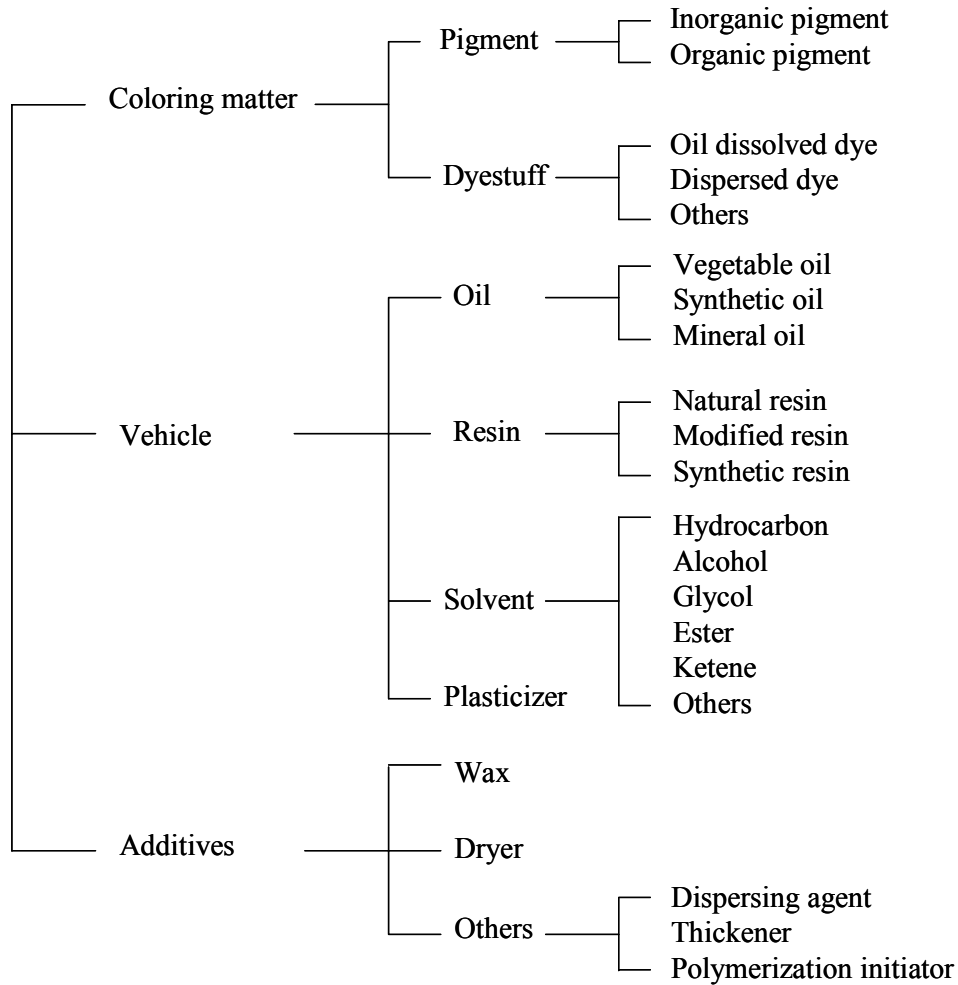 Coloring matter
Pigment
Inorganic pigment
Organic pigment
Dyestuff
Oil dissolved dye
Dispersed dye
Others
Vehicle
Oil
Vegetable oil
Synthetic oil
Mineral oil
Resin
Natural resin
Modified resin
Synthetic resin
Solvent
Hydrocarbon
Alcohol
Glycol
Ester
Ketene
Others
Plasticizer
Additives
Wax
Dryer
Others
Dispersing agent
Thickener
Polymerization initiator